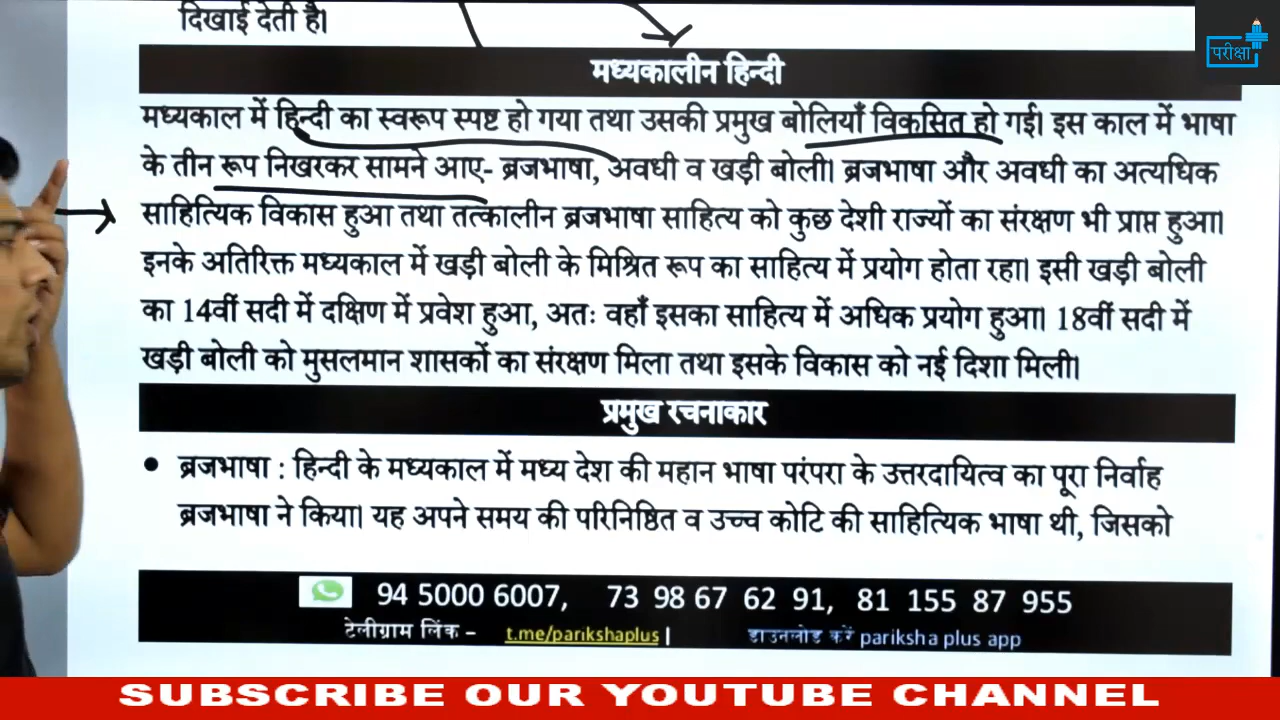 दिखाई देती है।
परीक्षा
मध्यकालीन हिन्दी
मध्यकाल में हिन्दी का स्वरूप स्पष्ट हो गया तथा उसकी प्रमुख बोलियाँ विकसित हो गई। इस काल में भाषा
के तीन रूप निखरकर सामने आए- ब्रजभाषा, अवधी व खड़ी बोली। ब्रजभाषा और अवधी का अत्यधिक
साहित्यिक विकास हुआ तथा तत्कालीन ब्रजभाषा साहित्य को कुछ देशी राज्यों का संरक्षण भी प्राप्त हुआ।
इनके अतिरिक्त मध्यकाल में खड़ी बोली के मिश्रित रूप का साहित्य में प्रयोग होता रहा। इसी खड़ी बोली
का 14वीं सदी में दक्षिण में प्रवेश हुआ, अतः वहाँ इसका साहित्य में अधिक प्रयोग हुआ। 18वीं सदी में
खड़ी बोली को मुसलमान शासकों का संरक्षण मिला तथा इसके विकास को नई दिशा मिली।
प्रमुख रचनाकार
• ब्रजभाषा : हिन्दी के मध्यकाल में मध्य देश की महान भाषा परंपरा के उत्तरदायित्व का पूरा निर्वाह
ब्रजभाषा ने किया। यह अपने समय की परिनिष्ठित व उच्च कोटि की साहित्यिक भाषा थी, जिसको
94 5000 6007, 73 98 67 62 91, 81 155 87 955
टेलीग्राम लिंक – t.me/parikshaplus | डाउनलोड करें pariksha plus app
SUBSCRIBE OUR YOUTUBE CHANNEL